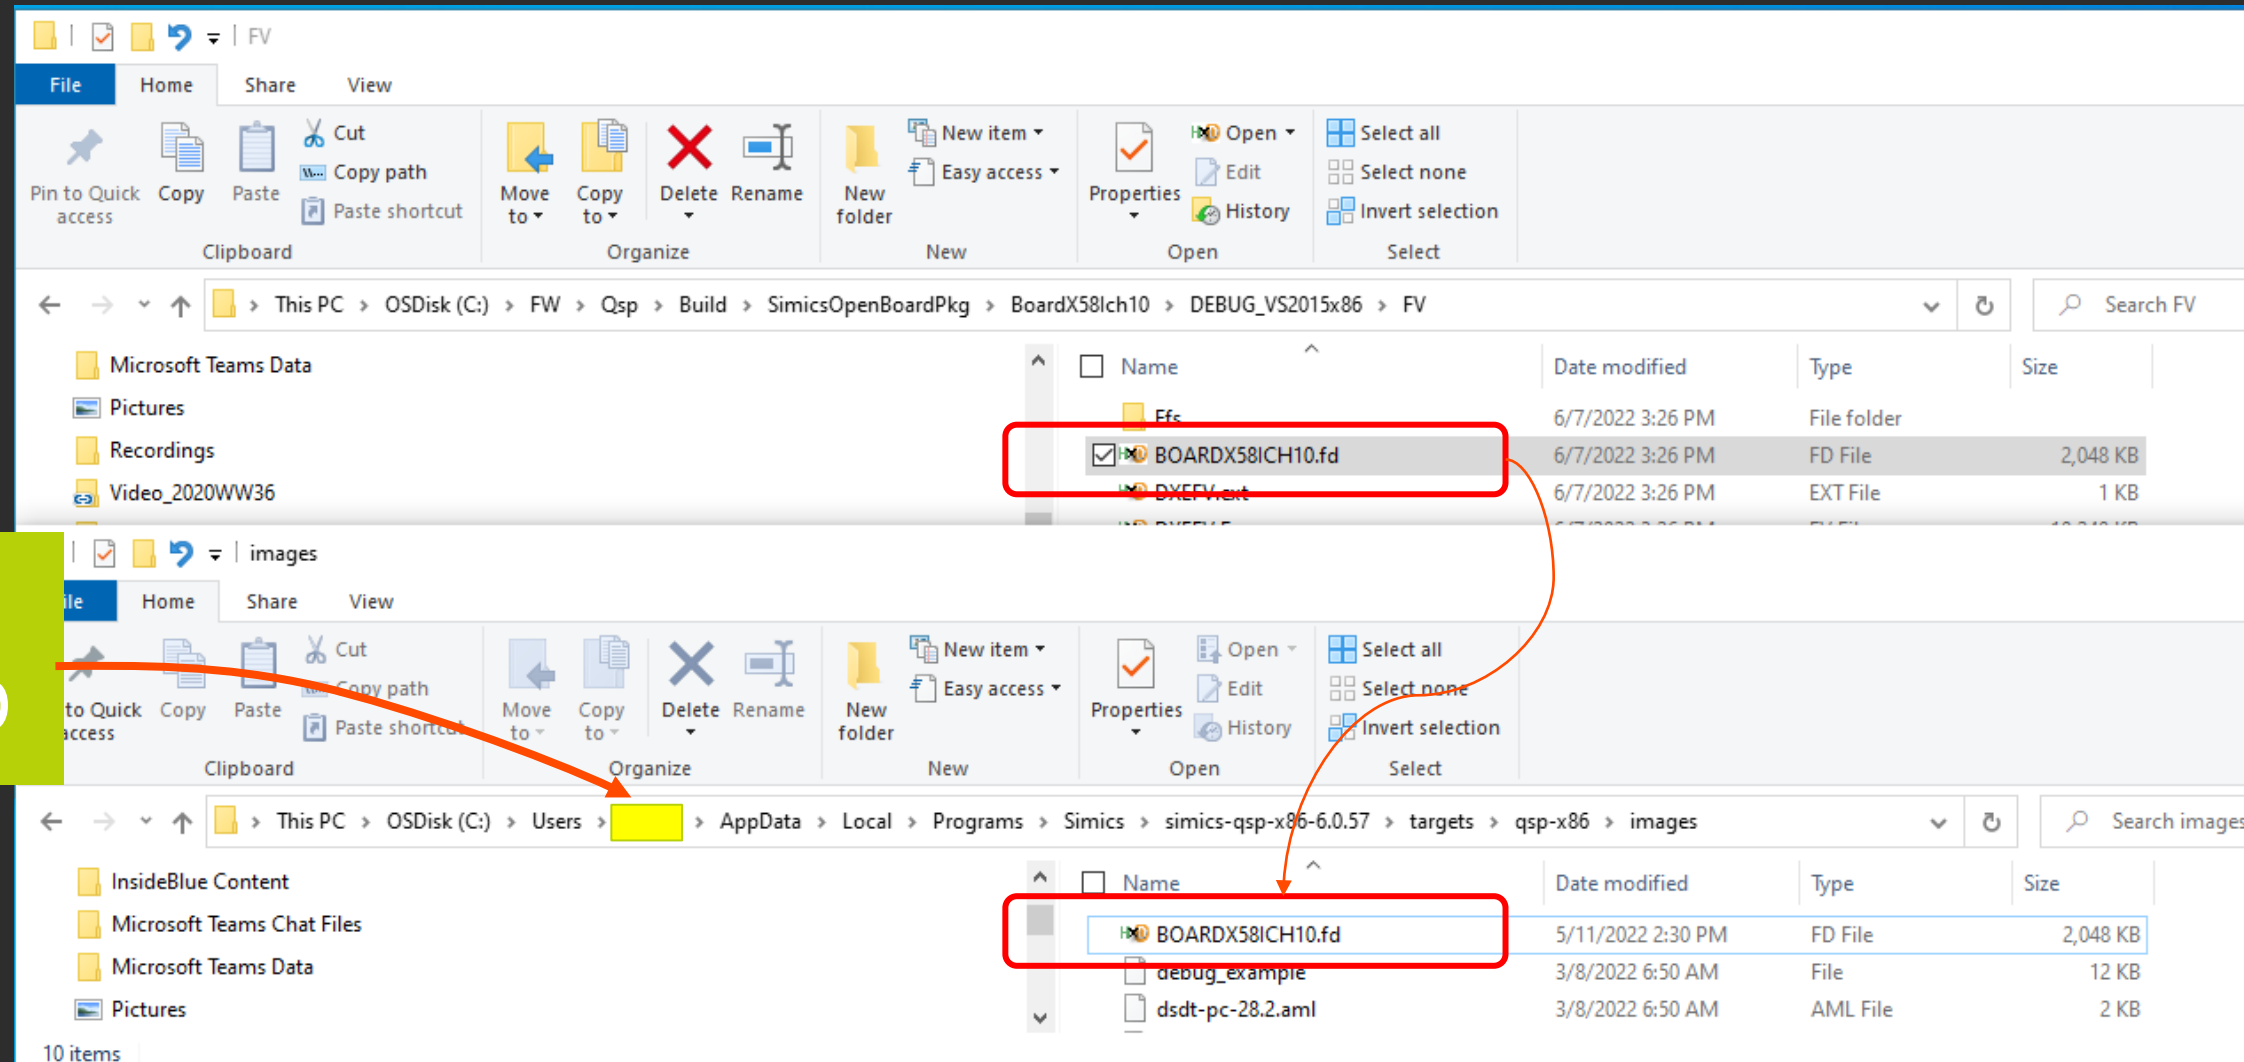 FV
File Home Share View
Pin to Quick access
Copy
Paste
Cut
Copy path
Paste shortcut
Move to
Copy to
Delete
Rename
New folder
New item
Easy access
Properties
Open
Edit
History
Select all
Select none
Invert selection
Clipboard Organize New Open Select
This PC > OSDisk (C:) > FW > Qsp > Build > SimicsOpenBoardPkg > BoardX58Ich10 > DEBUG_VS2015x86 > FV
Search FV
Microsoft Teams Data
Pictures
Recordings
Video_2020WW36
Name Date modified Type Size
Ffs 6/7/2022 3:26 PM File folder
BOARDX58ICH10.fd 6/7/2022 3:26 PM FD File 2,048 KB
DXEFV.ext 6/7/2022 3:26 PM EXT File 1 KB
images
ile Home Share View
to Quick access
Copy
Paste
Cut
Copy path
Paste shortcut
Move to
Copy to
Delete
Rename
New folder
New item
Easy access
Properties
Open
Edit
History
Select all
Select none
Invert selection
Clipboard Organize New Open Select
This PC > OSDisk (C:) > Users > > AppData > Local > Programs > Simics > simics-qsp-x86-6.0.57 > targets > qsp-x86 > images
Search images
InsideBlue Content
Microsoft Teams Chat Files
Microsoft Teams Data
Pictures
Name Date modified Type Size
BOARDX58ICH10.fd 5/11/2022 2:30 PM FD File 2,048 KB
debug_example 3/8/2022 6:50 AM File 12 KB
dsdt-pc-28.2.aml 3/8/2022 6:50 AM AML File 2 KB
10 items